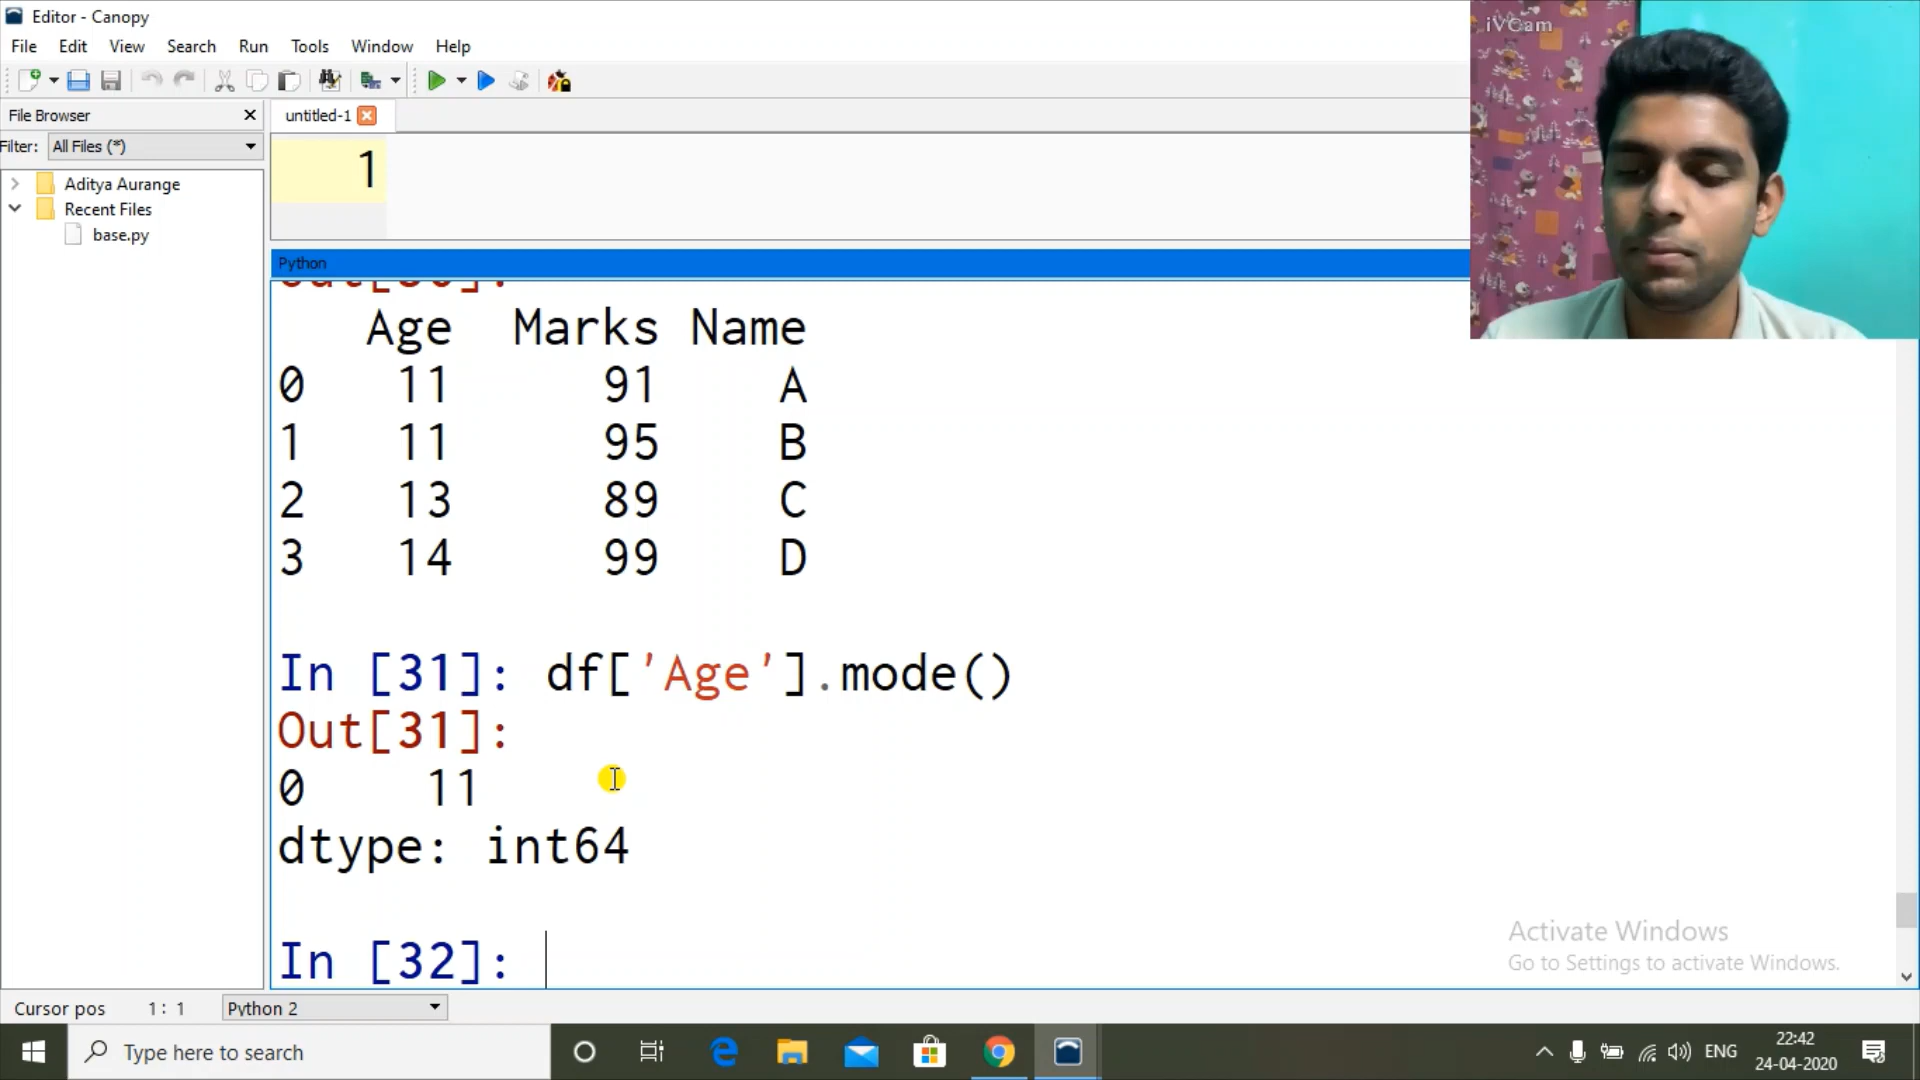 Editor - Canopy
File Edit View Search Run Tools Window Help
iVCam
File Browser
untitled-1
Filter: All Files (*)
1
Aditya Aurange
Recent Files
base.py
Python
Out[30]:
Age Marks Name
0 11 91 A
1 11 95 B
2 13 89 C
3 14 99 D
In [31]: df['Age'].mode()
Out[31]:
0 11
dtype: int64
In [32]:
Activate Windows
Go to Settings to activate Windows.
Cursor pos 1: 1 Python 2
Type here to search
ENG
22:42
24-04-2020